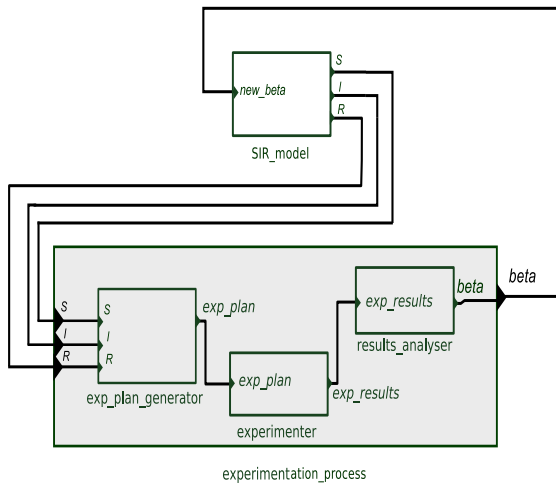 S
new_beta
I
R
SIR_model
S
S
exp_plan
I
I
R
R
exp_plan_generator
exp_plan
exp_results
experimenter
exp_results
beta
results_analyser
beta
experimentation_process